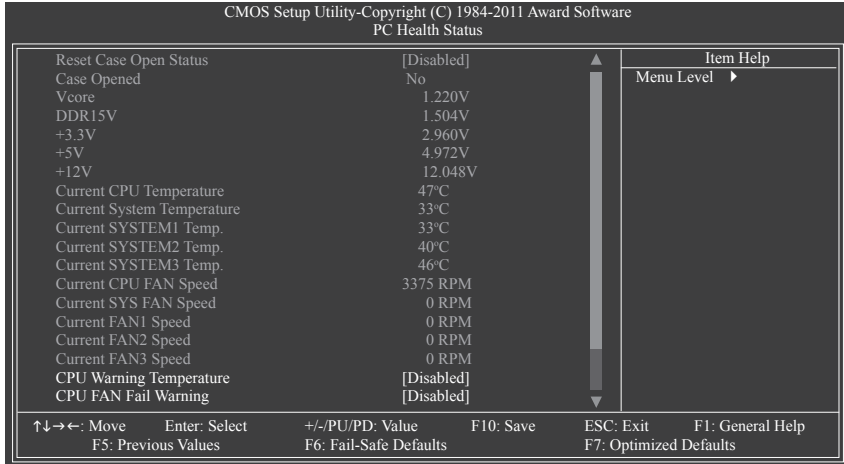 CMOS Setup Utility-Copyright (C) 1984-2011 Award Software
PC Health Status
Reset Case Open Status [Disabled]
Case Opened No
Vcore 1.220V
DDR15V 1.504V
+3.3V 2.960V
+5V 4.972V
+12V 12.048V
Current CPU Temperature 47°C
Current System Temperature 33°C
Current SYSTEM1 Temp. 33°C
Current SYSTEM2 Temp. 40°C
Current SYSTEM3 Temp. 46°C
Current CPU FAN Speed 3375 RPM
Current SYS FAN Speed 0 RPM
Current FAN1 Speed 0 RPM
Current FAN2 Speed 0 RPM
Current FAN3 Speed 0 RPM
CPU Warning Temperature [Disabled]
CPU FAN Fail Warning [Disabled]
Item Help
Menu Level
↑↓→←: Move Enter: Select +/-/PU/PD: Value F10: Save ESC: Exit F1: General Help
F5: Previous Values F6: Fail-Safe Defaults F7: Optimized Defaults